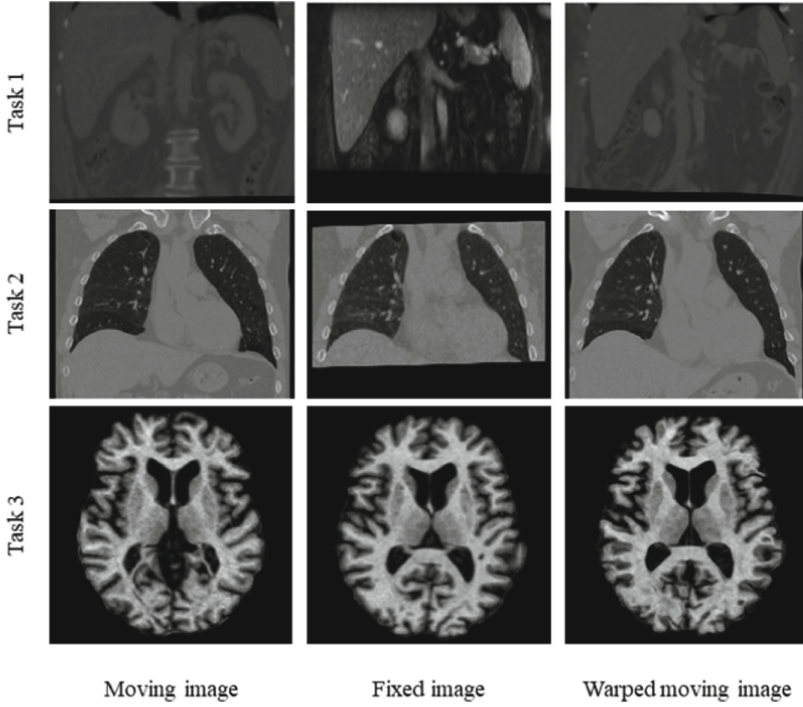 Task 1
Task 2
Task 3
Moving image
Fixed image
Warped moving image